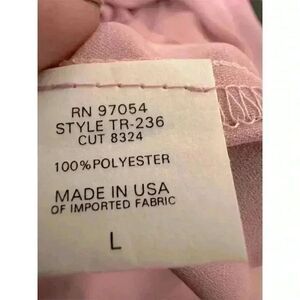 RN 97054
STYLE TR-236
CUT 8324
100% POLYESTER
MADE IN USA
OF IMPORTED FABRIC
L